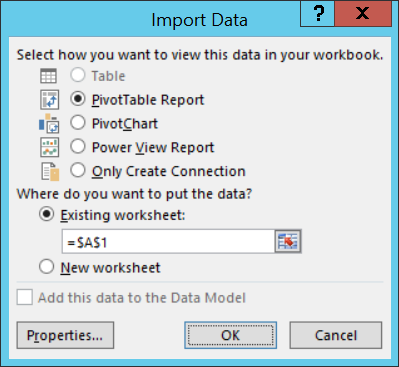 Import Data
? X
Select how you want to view this data in your workbook.
Table
PivotTable Report
PivotChart
Power View Report
Only Create Connection
Where do you want to put the data?
Existing worksheet:
=$A$1
New worksheet
Add this data to the Data Model
Properties... OK Cancel